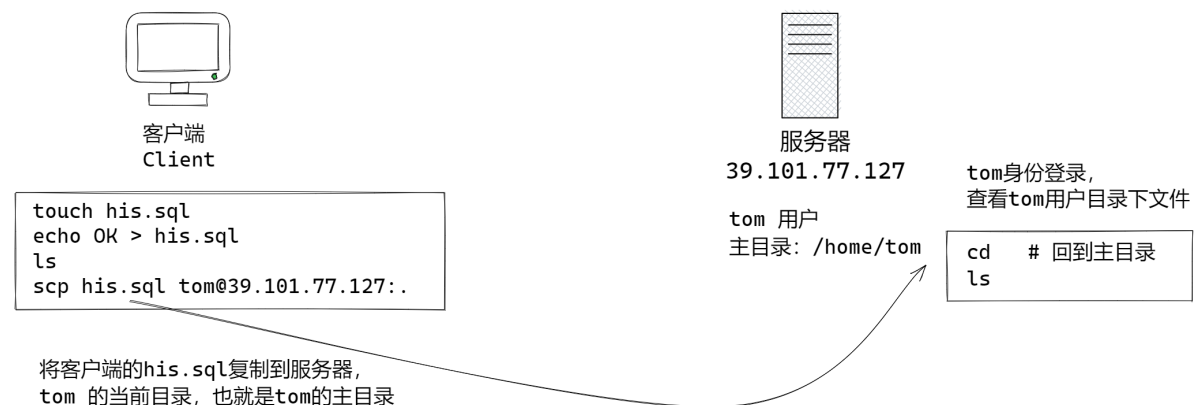 客户端
Client
touch his.sql
echo OK > his.sql
ls
scp his.sql tom@39.101.77.127:.
将客户端的his.sql复制到服务器,
tom 的当前目录, 也就是tom的主目录
服务器
39.101.77.127
tom 用户
主目录: /home/tom
tom身份登录,
查看tom用户目录下文件
cd # 回到主目录
ls